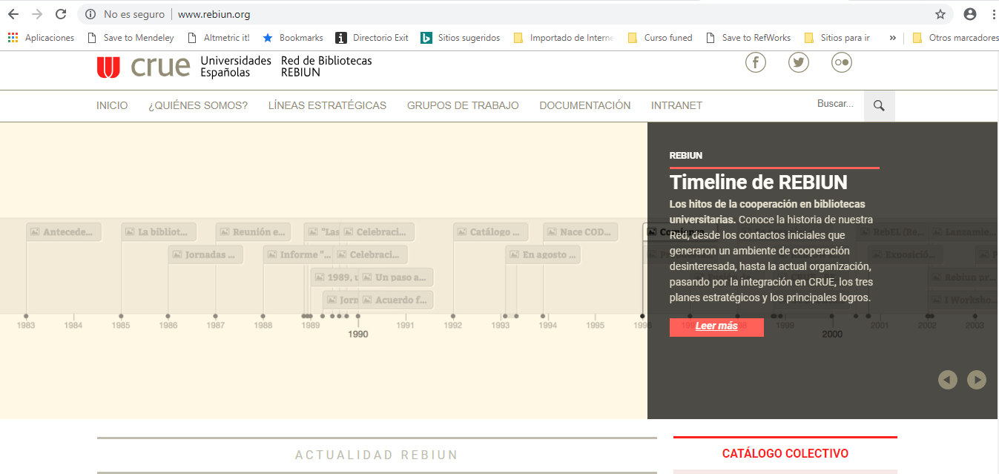 No es seguro | www.rebiun.org
Aplicaciones Save to Mendeley Altmetric it! Bookmarks Directorio Exit Sitios sugeridos Importado de Interne Curso funed Save to RefWorks Sitios para ir » Otros marcadores
crue Universidades Españolas Red de Bibliotecas REBIUN
INICIO ¿QUIÉNES SOMOS? LÍNEAS ESTRATÉGICAS GRUPOS DE TRABAJO DOCUMENTACIÓN INTRANET Buscar...
REBIUN
Timeline de REBIUN
Los hitos de la cooperación en bibliotecas
universitarias. Conoce la historia de nuestra
Red, desde los contactos iniciales que
generaron un ambiente de cooperación
desinteresada, hasta la actual organización,
pasando por la integración en CRUE, los tres
planes estratégicos y los principales logros.
Leer más
Antecede... La bibliot... Reunión e... "Las Celebraci... Catálogo ... Nace COD... RebEL (Re... Lanzamie...
Jornadas ... Informe "... Celebraci... En agosto ... Exposició...
1989, u Un paso a... Rebiun pr...
Jorn Acuerdo f... I Worksho...
1983 1984 1985 1986 1987 1988 1989 1990 1991 1992 1993 1994 1995 1996 1997 1998 1999 2000 2001 2002 2003
ACTUALIDAD REBIUN
CATÁLOGO COLECTIVO